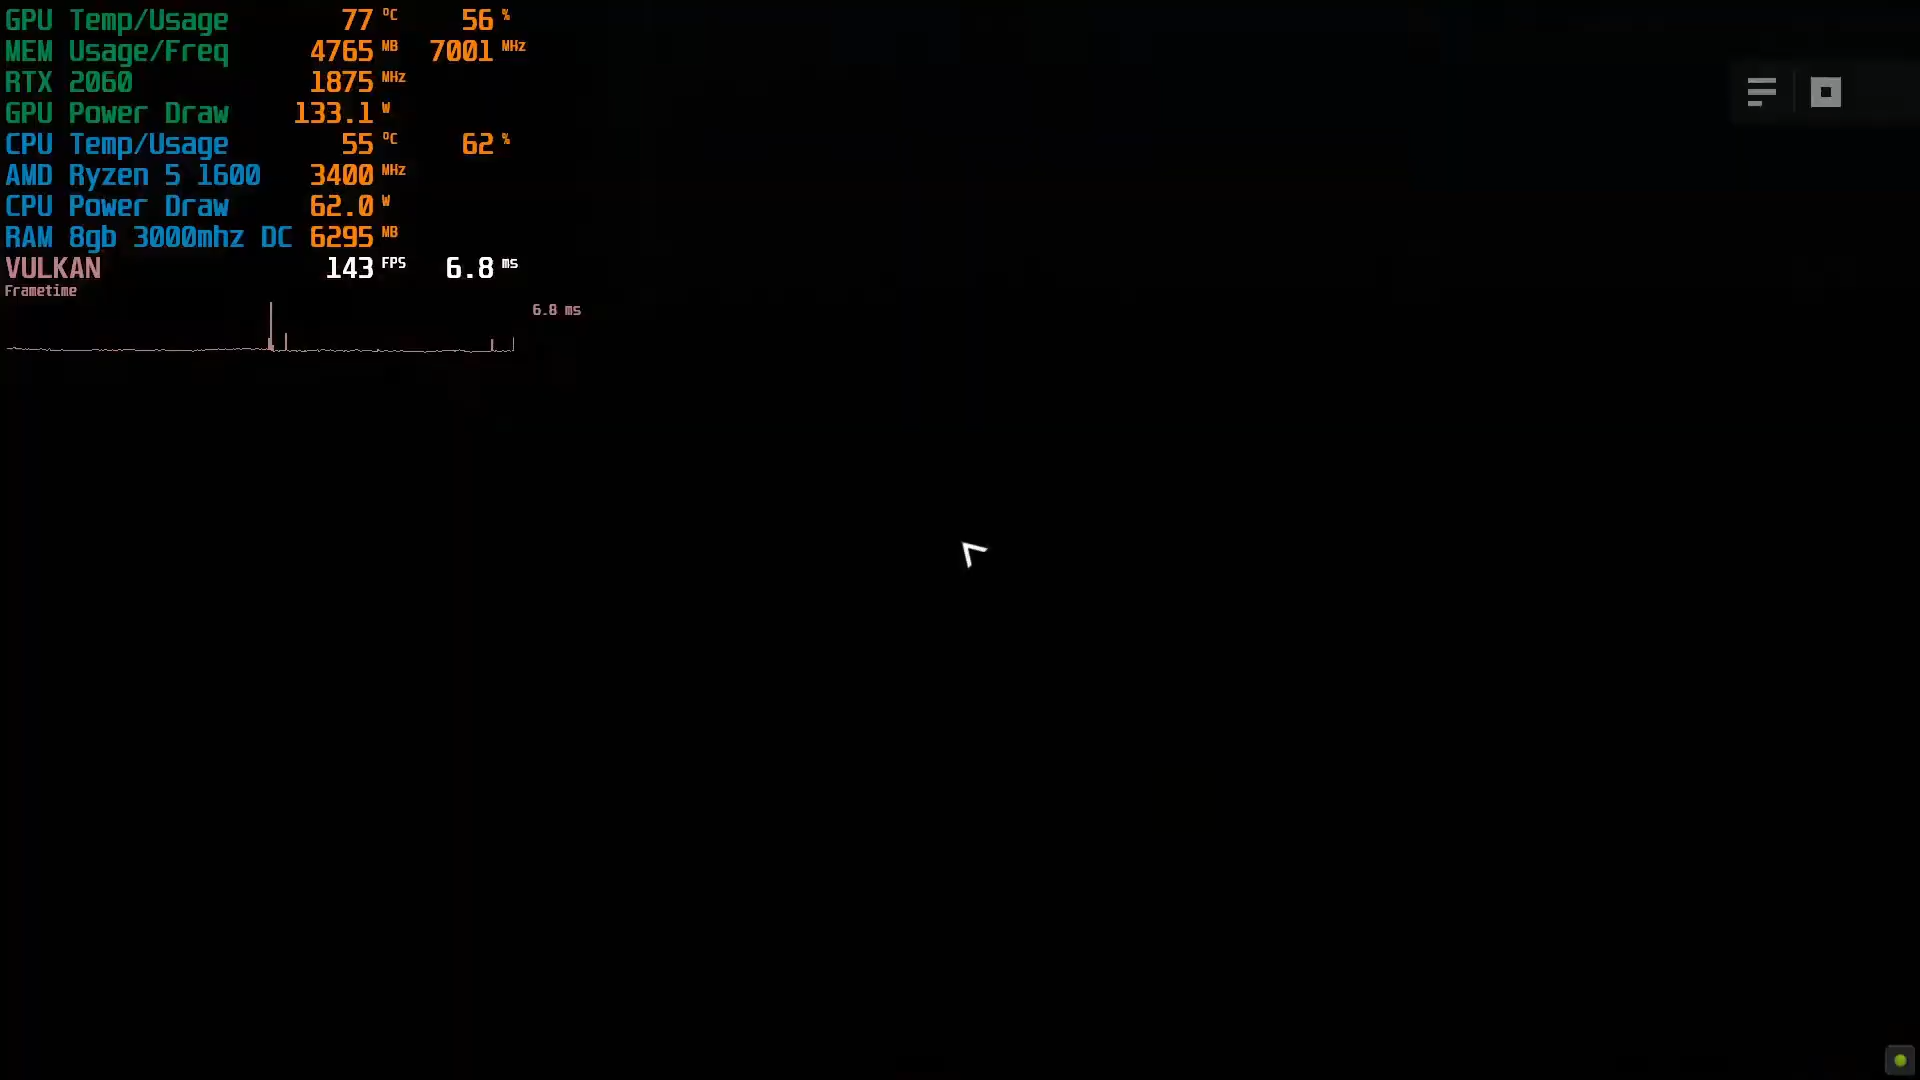 GPU Temp/Usage 77 °C 56 %
MEM Usage/Freq 4765 MB 7001 MHz
RTX 2060 1875 MHz
GPU Power Draw 133.1 W
CPU Temp/Usage 55 °C 62 %
AMD Ryzen 5 1600 3400 MHz
CPU Power Draw 62.0 W
RAM 8gb 3000mhz DC 6295 MB
VULKAN 143 FPS 6.8 ms
Frametime
6.8 ms